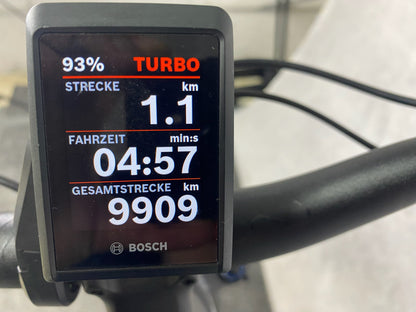 93% TURBO
STRECKE km
1.1
FAHRZEIT min:s
04:57
GESAMTSTRECKE km
9909
BOSCH